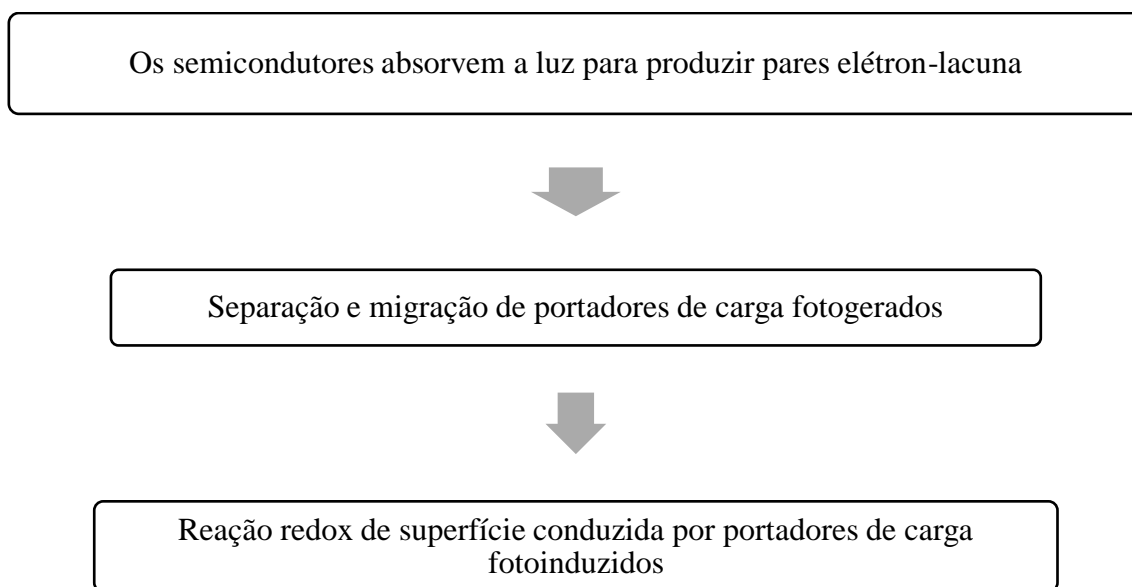 Os semicondutores absorvem a luz para produzir pares elétron-lacuna
Separação e migração de portadores de carga fotogerados
Reação redox de superfície conduzida por portadores de carga
fotoinduzidos